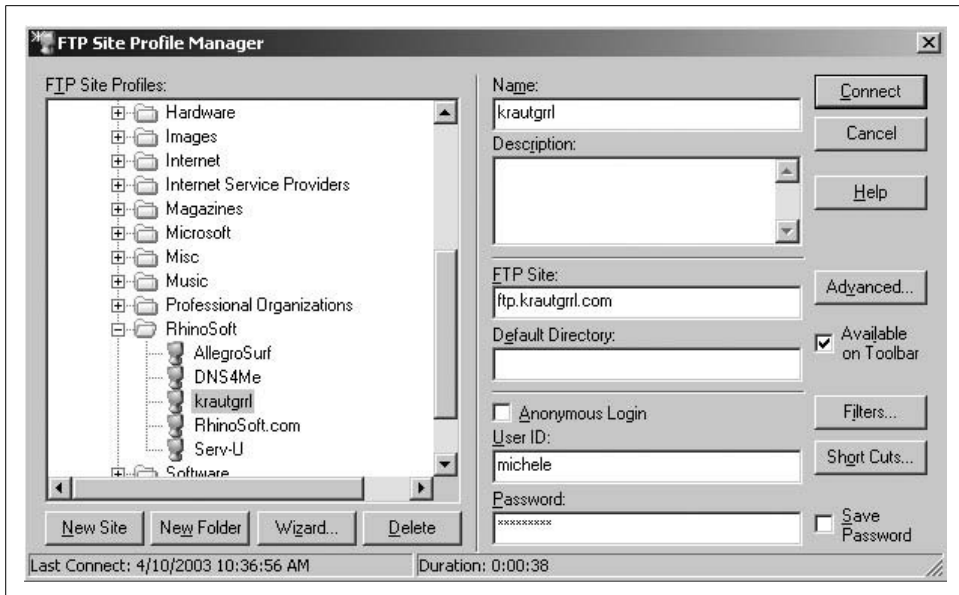 FTP Site Profile Manager
FTP Site Profiles:
Hardware
Images
Internet
Internet Service Providers
Magazines
Microsoft
Misc
Music
Professional Organizations
RhinoSoft
AllegroSurf
DNS4Me
krautgrrl
RhinoSoft.com
Serv-U
Software
New Site
New Folder
Wizard...
Delete
Name:
krautgrrl
Description:
FTP Site:
ftp.krautgrrl.com
Default Directory:
Anonymous Login
User ID:
michele
Password:
*********
Connect
Cancel
Help
Advanced...
Available
on Toolbar
Filters...
Short Cuts...
Save
Password
Last Connect: 4/10/2003 10:36:56 AM
Duration: 0:00:38